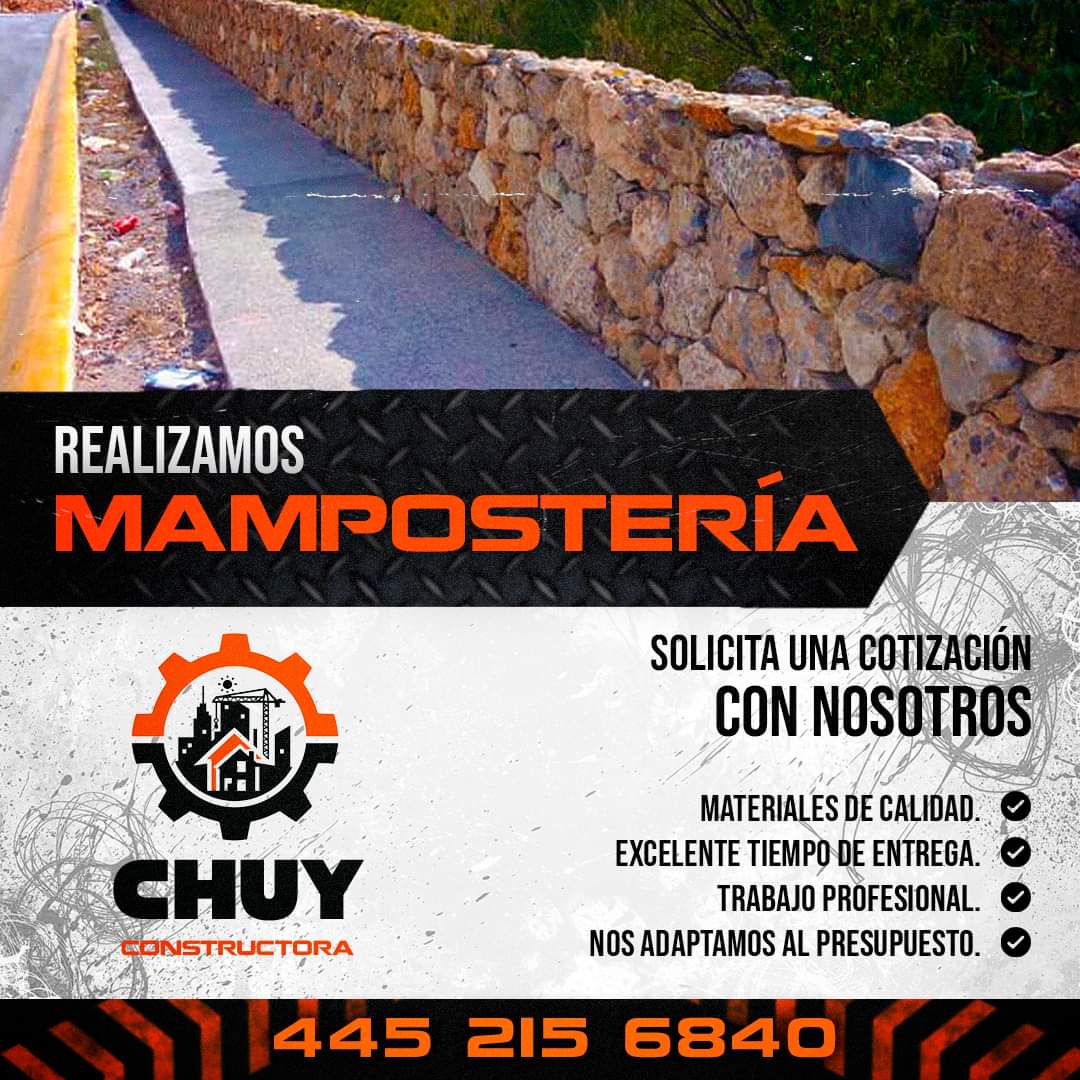 REALIZAMOS
MAMPOSTERÍA
SOLICITA UNA COTIZACIÓN
CON NOSOTROS
MATERIALES DE CALIDAD.
EXCELENTE TIEMPO DE ENTREGA.
TRABAJO PROFESIONAL.
NOS ADAPTAMOS AL PRESUPUESTO.
CHUY
CONSTRUCTORA
445 215 6840